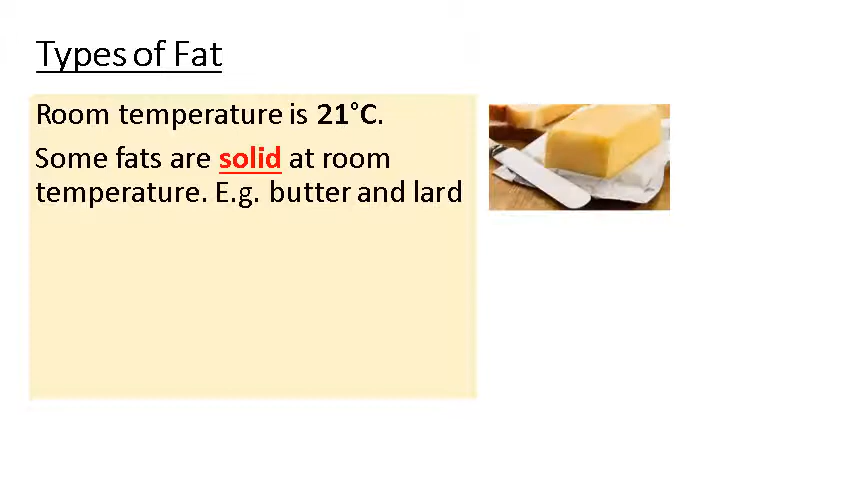 Types of Fat
Room temperature is 21°C.
Some fats are solid at room
temperature. E.g. butter and lard